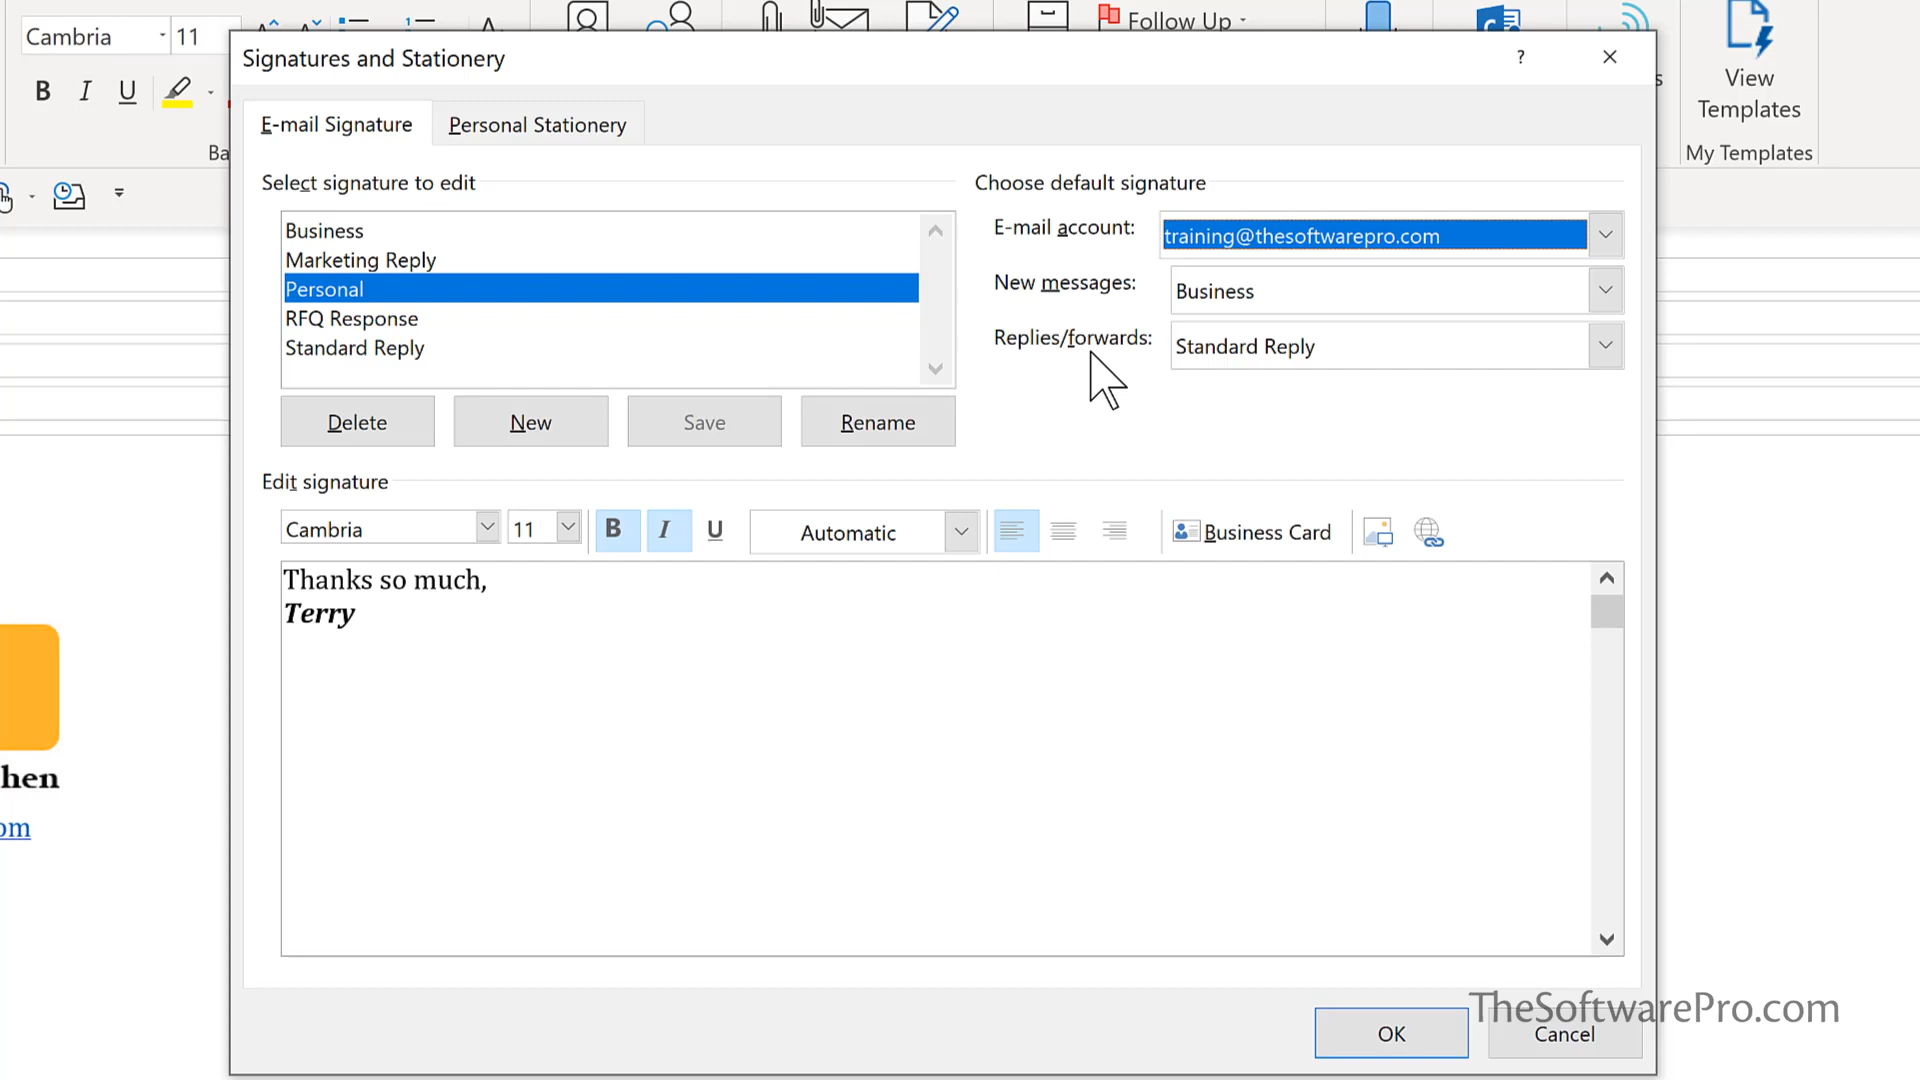 Cambria 11
Follow Up
B I U
View
Templates
My Templates
Ba
s
Signatures and Stationery
?
E-mail Signature
Personal Stationery
Select signature to edit
Business
Marketing Reply
Personal
RFQ Response
Standard Reply
Delete
New
Save
Rename
Choose default signature
E-mail account: training@thesoftwarepro.com
New messages: Business
Replies/forwards: Standard Reply
Edit signature
Cambria 11 B I U Automatic Business Card
Thanks so much,
Terry
hen
om
TheSoftwarePro.com
OK
Cancel